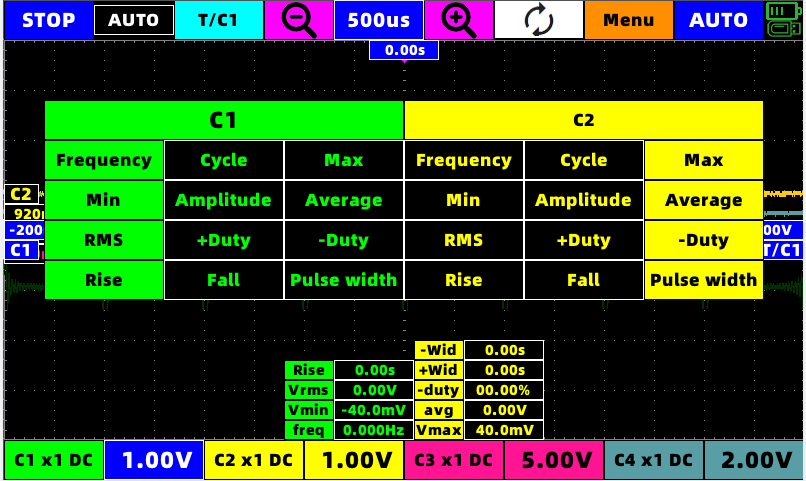 STOP AUTO T/C1 500us Menu AUTO
0.00s
C1 C2
Frequency Cycle Max Frequency Cycle Max
Min Amplitude Average Min Amplitude Average
C2
920
RMS +Duty -Duty RMS +Duty -Duty
-200 00V
C1 T/C1
Rise Fall Pulse width Rise Fall Pulse width
-Wid 0.00s
Rise 0.00s +Wid 0.00s
Vrms 0.00V -duty 00.00%
Vmin -40.0mV avg 0.00V
freq 0.000Hz Vmax 40.0mV
C1 x1 DC 1.00V C2 x1 DC 1.00V C3 x1 DC 5.00V C4 x1 DC 2.00V